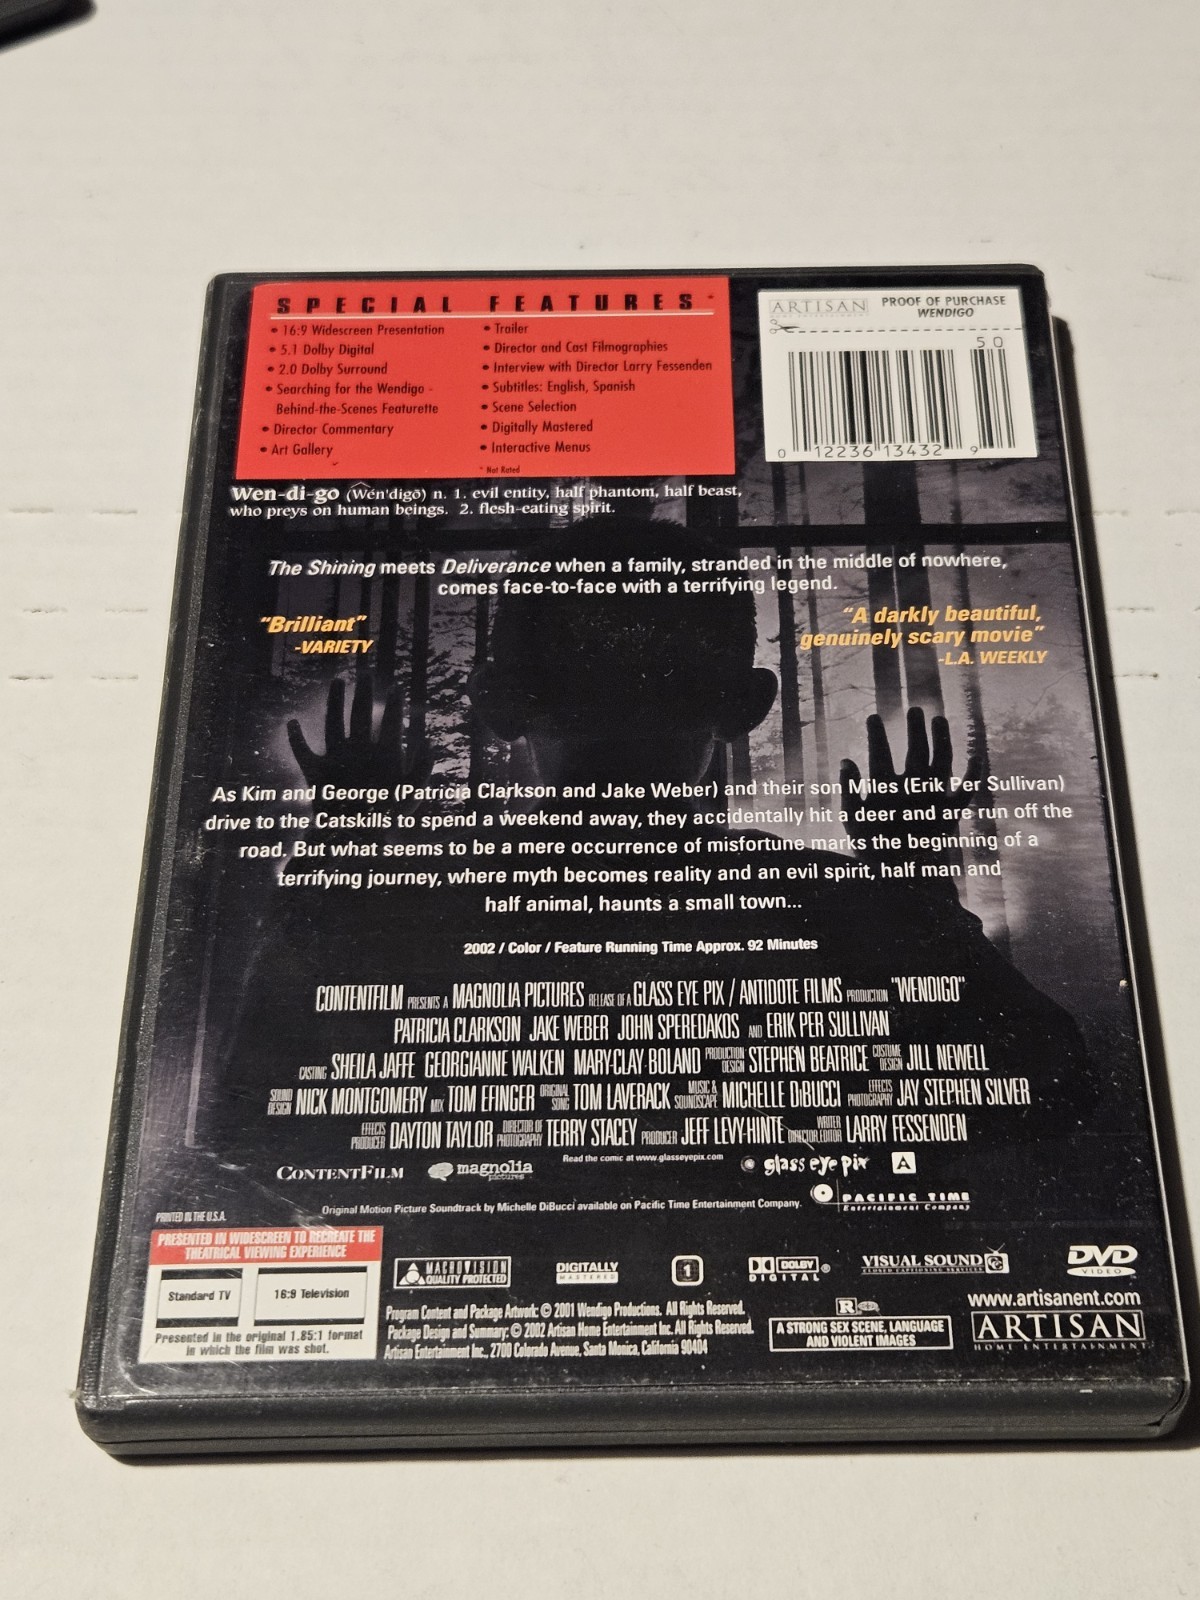 SPECIAL FEATURES*
• 16:9 Widescreen Presentation
• 5.1 Dolby Digital
• 2.0 Dolby Surround
• Searching for the Wendigo -
Behind-the-Scenes Featurette
• Director Commentary
• Art Gallery
• Trailer
• Director and Cast Filmographies
• Interview with Director Larry Fessenden
• Subtitles: English, Spanish
• Scene Selection
• Digitally Mastered
• Interactive Menus
* Not Rated
ARTISAN
HOME ENTERTAINMENT
PROOF OF PURCHASE
WENDIGO
50
0 12236 13432 9
Wen-di-go (Wén'digō) n. 1. evil entity, half phantom, half beast,
who preys on human beings. 2. flesh-eating spirit.
The Shining meets Deliverance when a family, stranded in the middle of nowhere,
comes face-to-face with a terrifying legend.
"Brilliant"
-VARIETY
"A darkly beautiful,
genuinely scary movie"
-L.A. WEEKLY
As Kim and George (Patricia Clarkson and Jake Weber) and their son Miles (Erik Per Sullivan)
drive to the Catskills to spend a weekend away, they accidentally hit a deer and are run off the
road. But what seems to be a mere occurrence of misfortune marks the beginning of a
terrifying journey, where myth becomes reality and an evil spirit, half man and
half animal, haunts a small town...
2002 / Color / Feature Running Time Approx. 92 Minutes
CONTENTFILM PRESENTS A MAGNOLIA PICTURES RELEASE OF A GLASS EYE PIX / ANTIDOTE FILMS PRODUCTION "WENDIGO"
PATRICIA CLARKSON JAKE WEBER JOHN SPEREDAKOS AND ERIK PER SULLIVAN
CASTING SHEILA JAFFE GEORGIANNE WALKEN MARY-CLAY BOLAND PRODUCTION DESIGN STEPHEN BEATRICE COSTUME DESIGN JILL NEWELL
SOUND DESIGN NICK MONTGOMERY MIX TOM EFINGER ORIGINAL SONG TOM LAVERACK MUSIC & SOUNDSCAPE MICHELLE DiBUCCI EFFECTS PHOTOGRAPHY JAY STEPHEN SILVER
EFFECTS PRODUCER DAYTON TAYLOR DIRECTOR OF PHOTOGRAPHY TERRY STACEY PRODUCER JEFF LEVY-HINTE WRITER DIRECTOR, EDITOR LARRY FESSENDEN
CONTENTFILM
magnolia
pictures
Read the comic at www.glasseyepix.com
glass eye pix
A
Original Motion Picture Soundtrack by Michelle DiBucci available on Pacific Time Entertainment Company.
PACIFIC TIME
Entertainment Company
PRINTED IN THE U.S.A.
PRESENTED IN WIDESCREEN TO RECREATE THE
THEATRICAL VIEWING EXPERIENCE
Standard TV
16:9 Television
Presented in the original 1.85:1 format
in which the film was shot.
MACROVISION
QUALITY PROTECTED
DIGITALLY
MASTERED
1
DOLBY
DIGITAL
®
VISUAL SOUND
CLOSED CAPTIONING SERVICES
CC
DVD
VIDEO
Program Content and Package Artwork: © 2001 Wendigo Productions. All Rights Reserved.
Package Design and Summary: © 2002 Artisan Home Entertainment Inc. All Rights Reserved.
Artisan Entertainment Inc., 2700 Colorado Avenue, Santa Monica, California 90404
R
A STRONG SEX SCENE, LANGUAGE
AND VIOLENT IMAGES
www.artisanent.com
ARTISAN
HOME ENTERTAINMENT